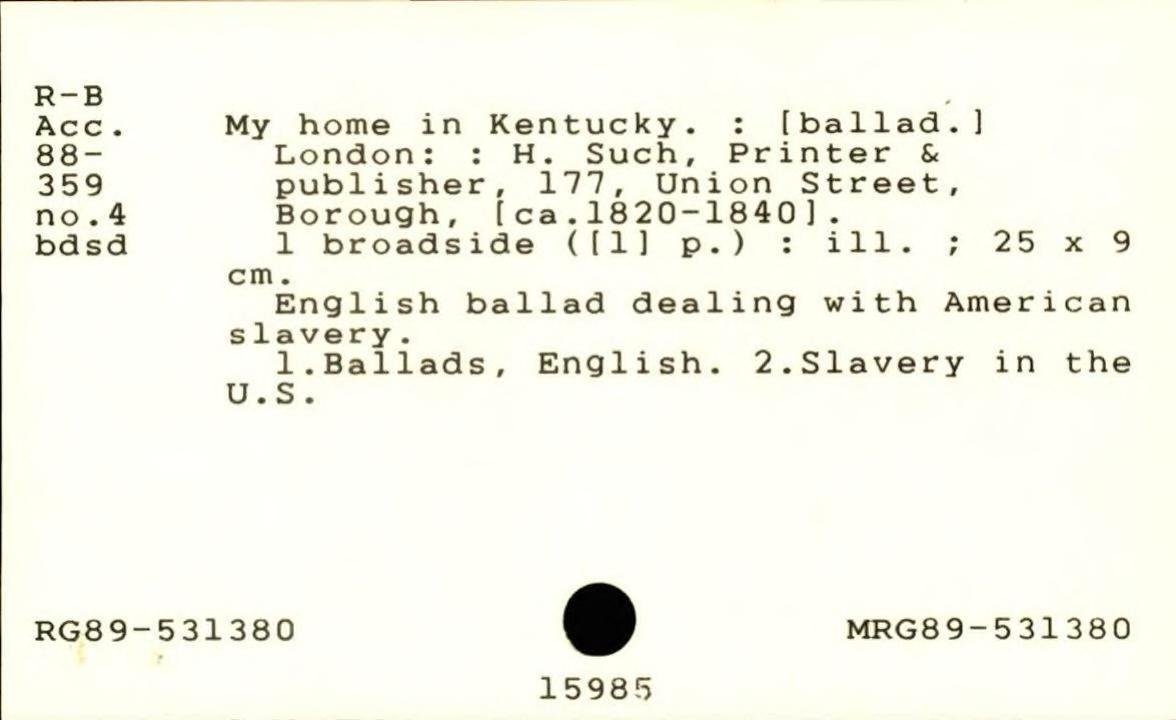 R-B
Acc. My home in Kentucky. : [ballad.]
88- London: : H. Such, Printer &
359 publisher, 177, Union Street,
no.4 Borough, [ca.1820-1840].
bdsd 1 broadside ([1] p.) : ill. ; 25 x 9
cm.
English ballad dealing with American
slavery.
1.Ballads, English. 2.Slavery in the
U.S.
RG89-531380 MRG89-531380
15985